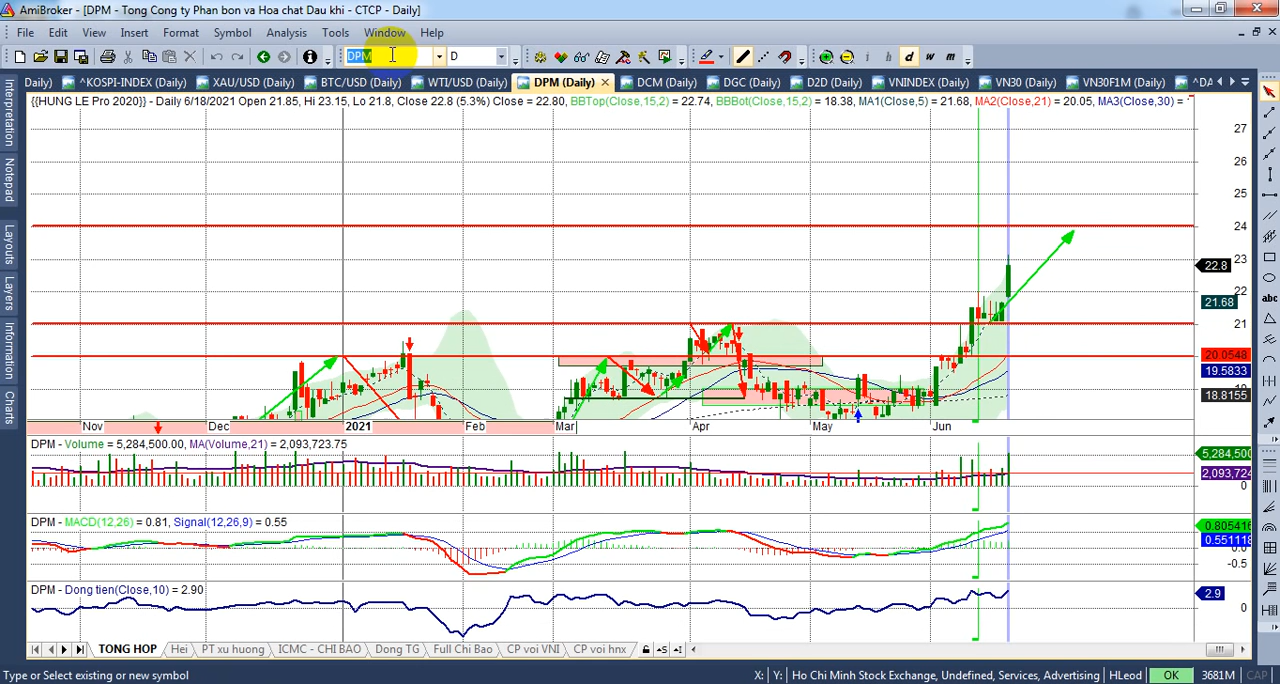 AmiBroker - [DPM - Tong Cong ty Phan bon va Hoa chat Dau khi - CTCP - Daily]
File Edit View Insert Format Symbol Analysis Tools Window Help
DPM D h d w m
Daily) ^KOSPI-INDEX (Daily) XAU/USD (Daily) BTC/USD (Daily) WTI/USD (Daily) DPM (Daily) DCM (Daily) DGC (Daily) D2D (Daily) VNINDEX (Daily) VN30 (Daily) VN30F1M (Daily) ^DA
{{HUNG LE Pro 2020}} - Daily 6/18/2021 Open 21.85, Hi 23.15, Lo 21.8, Close 22.8 (5.3%) Close = 22.80, BBTop(Close,15,2) = 22.74, BBBot(Close,15,2) = 18.38, MA1(Close,5) = 21.68, MA2(Close,21) = 20.05, MA3(Close,30) =
Interpretation
Notepad
Layouts
Layers
Information
Charts
abc
27
26
25
24
23
22.8
22
21.68
21
20.0548
19.5833
18.8155
Nov Dec 2021 Feb Mar Apr May Jun
DPM - Volume = 5,284,500.00, MA(Volume,21) = 2,093,723.75
5,284,500
2,093,724
0
DPM - MACD(12,26) = 0.81, Signal(12,26,9) = 0.55
0.805416
0.551118
-0.0
-0.5
DPM - Dong tien(Close,10) = 2.90
2.9
0
TONG HOP Hei PT xu huong ICMC - CHI BAO Dong TG Full Chi Bao CP voi VNI CP voi hnx
Type or Select existing or new symbol X: Y: Ho Chi Minh Stock Exchange, Undefined, Services, Advertising HLeod OK 3681M CAP